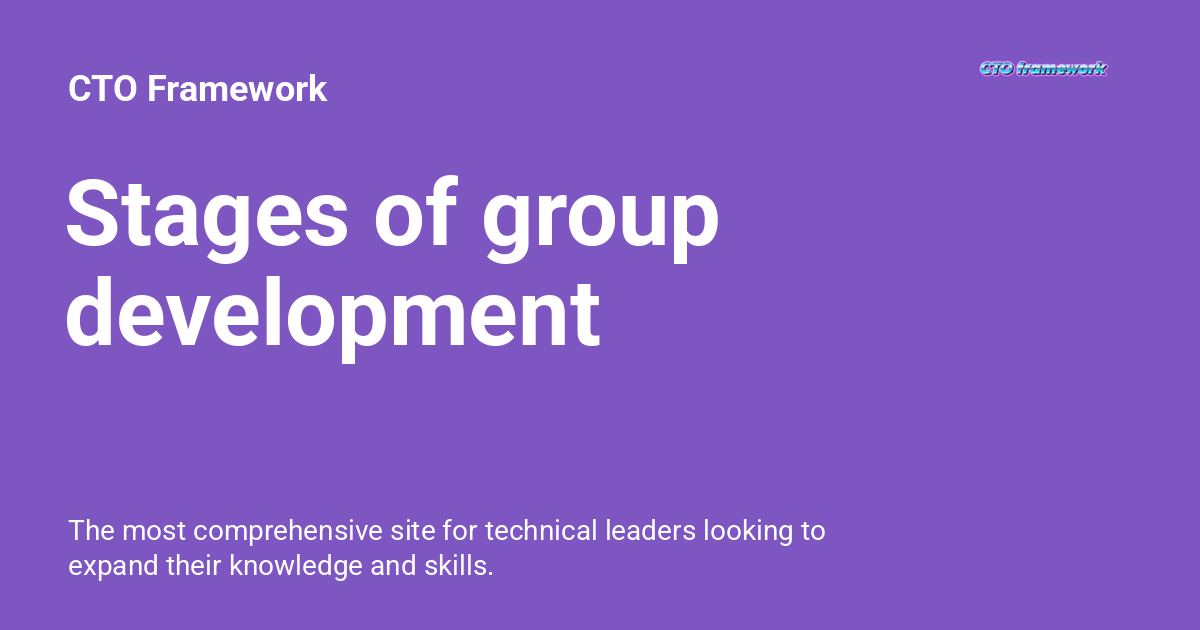 CTO Framework
CTO framework
Stages of group
development
The most comprehensive site for technical leaders looking to
expand their knowledge and skills.